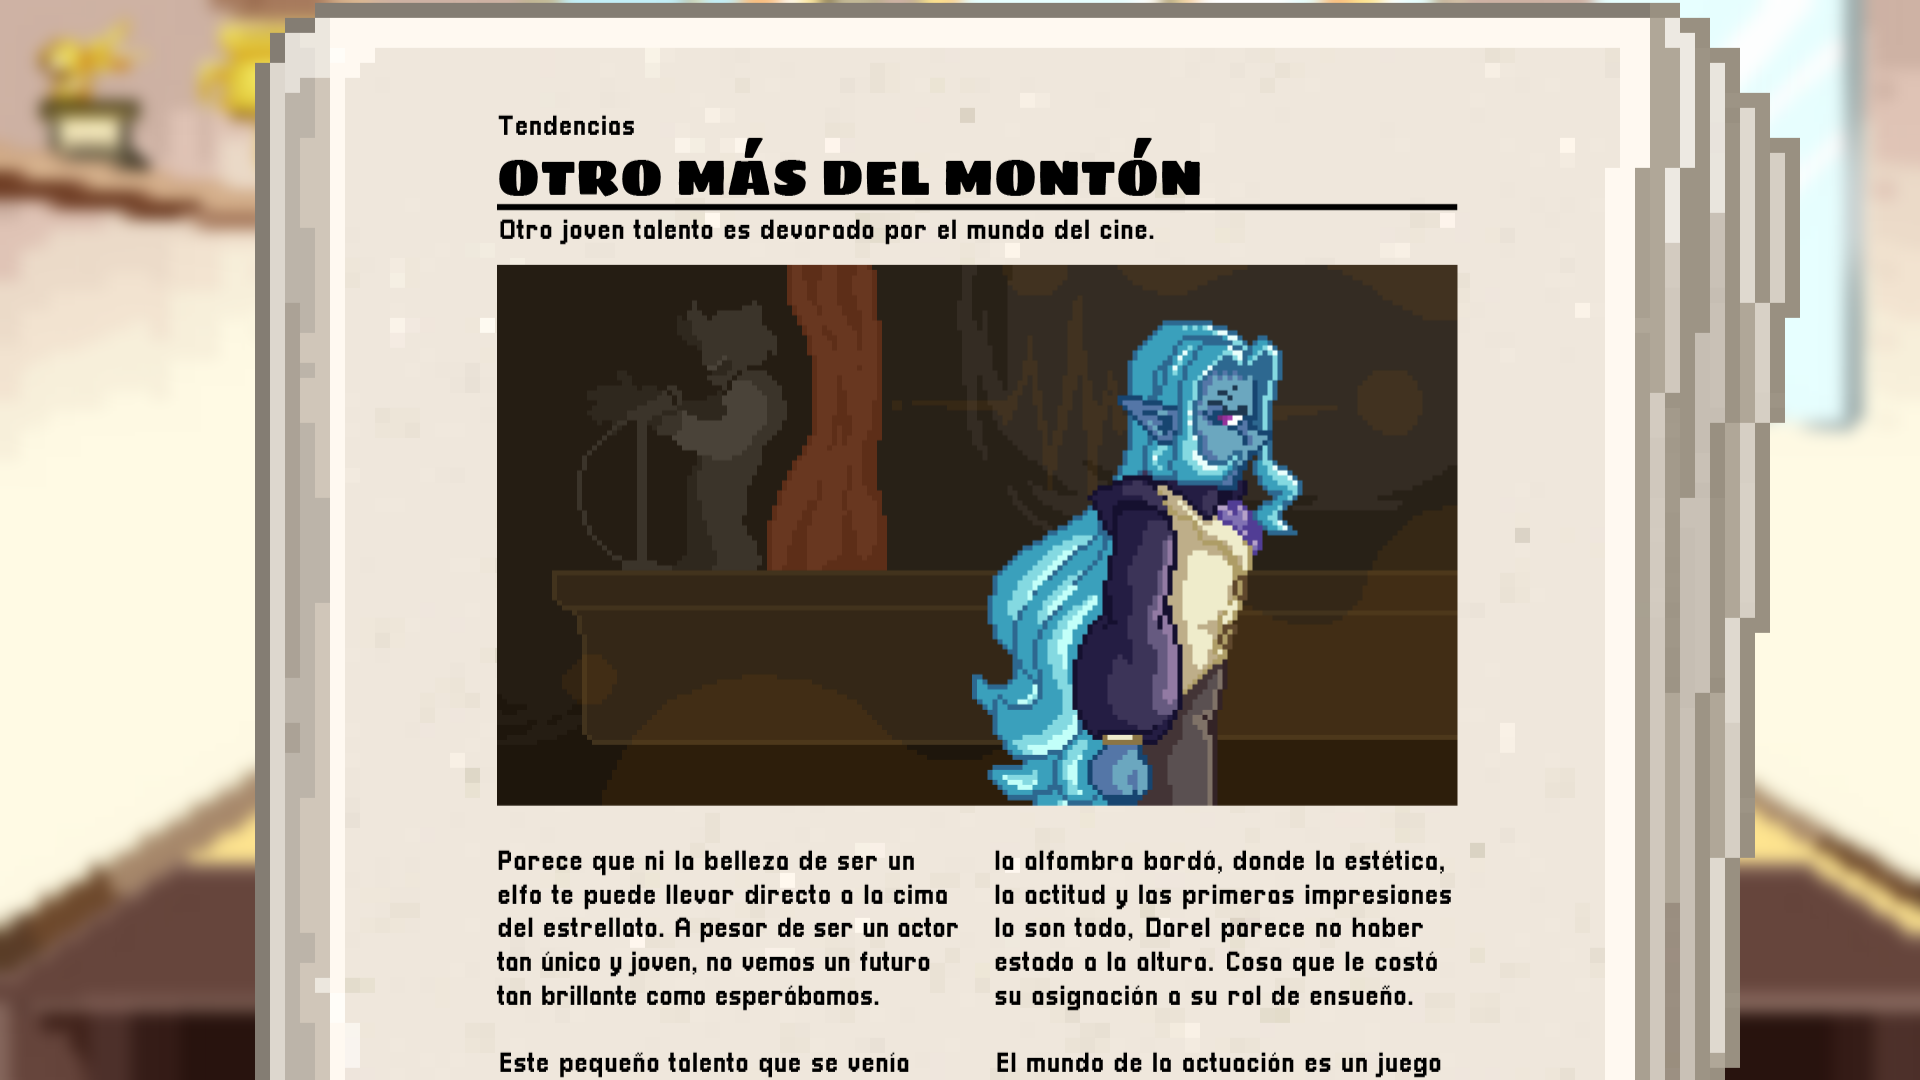 Tendencias
OTRO MÁS DEL MONTÓN
Otro joven talento es devorado por el mundo del cine.
Parece que ni la belleza de ser un
elfo te puede llevar directo a la cima
del estrellato. A pesar de ser un actor
tan único y joven, no vemos un futuro
tan brillante como esperábamos.
Este pequeño talento que se venía
la alfombra bordó, donde la estética,
la actitud y las primeras impresiones
lo son todo, Darel parece no haber
estado a la altura. Cosa que le costó
su asignación a su rol de ensueño.
El mundo de la actuación es un juego